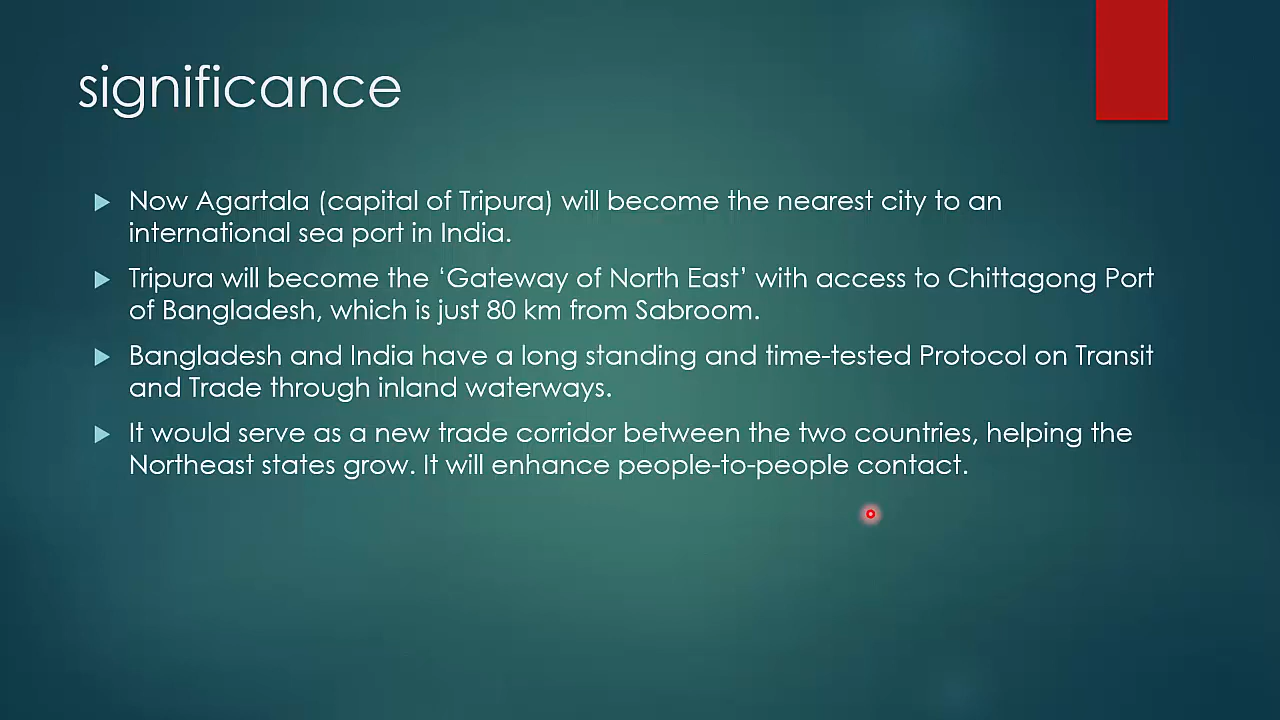 significance
Now Agartala (capital of Tripura) will become the nearest city to an
international sea port in India.
Tripura will become the ‘Gateway of North East’ with access to Chittagong Port
of Bangladesh, which is just 80 km from Sabroom.
Bangladesh and India have a long standing and time-tested Protocol on Transit
and Trade through inland waterways.
It would serve as a new trade corridor between the two countries, helping the
Northeast states grow. It will enhance people-to-people contact.